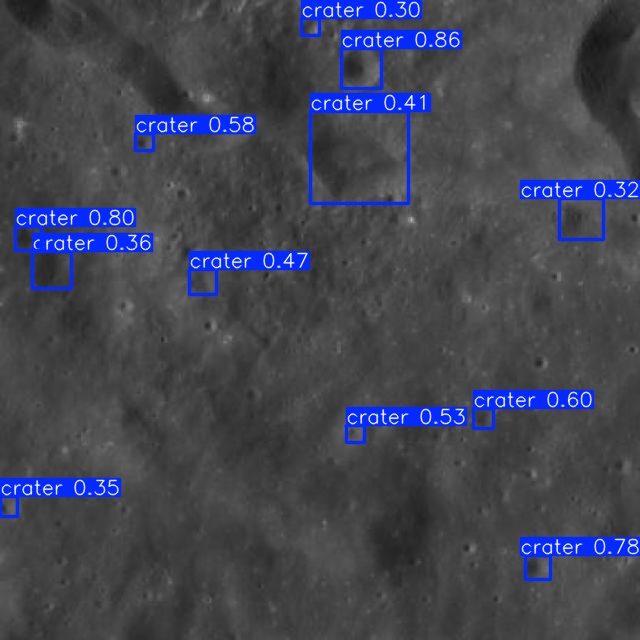 crater 0.30
crater 0.86
crater 0.41
crater 0.58
crater 0.32
crater 0.80
crater 0.36
crater 0.47
crater 0.60
crater 0.53
crater 0.35
crater 0.78